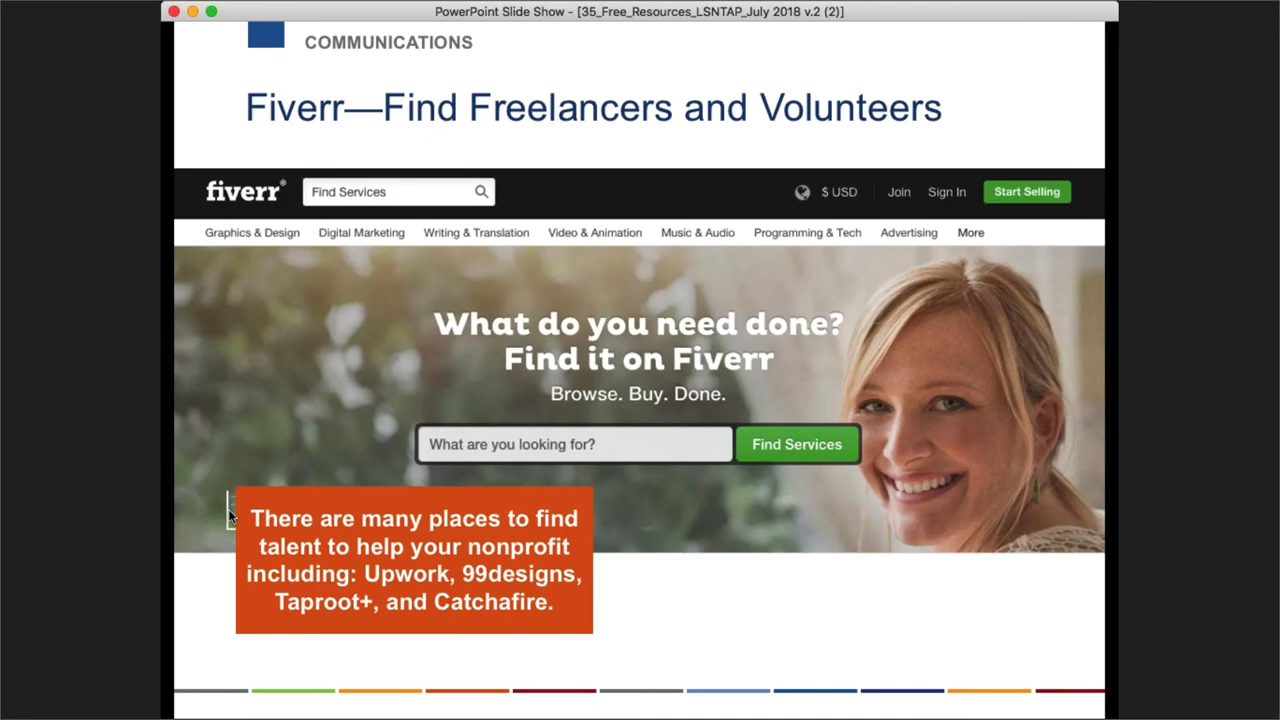 PowerPoint Slide Show - [35_Free_Resources_LSNTAP_July 2018 v.2 (2)]
COMMUNICATIONS
Fiverr—Find Freelancers and Volunteers
fiverr® Find Services $ USD Join Sign In Start Selling
Graphics & Design Digital Marketing Writing & Translation Video & Animation Music & Audio Programming & Tech Advertising More
What do you need done?
Find it on Fiverr
Browse. Buy. Done.
What are you looking for? Find Services
There are many places to find
talent to help your nonprofit
including: Upwork, 99designs,
Taproot+, and Catchafire.